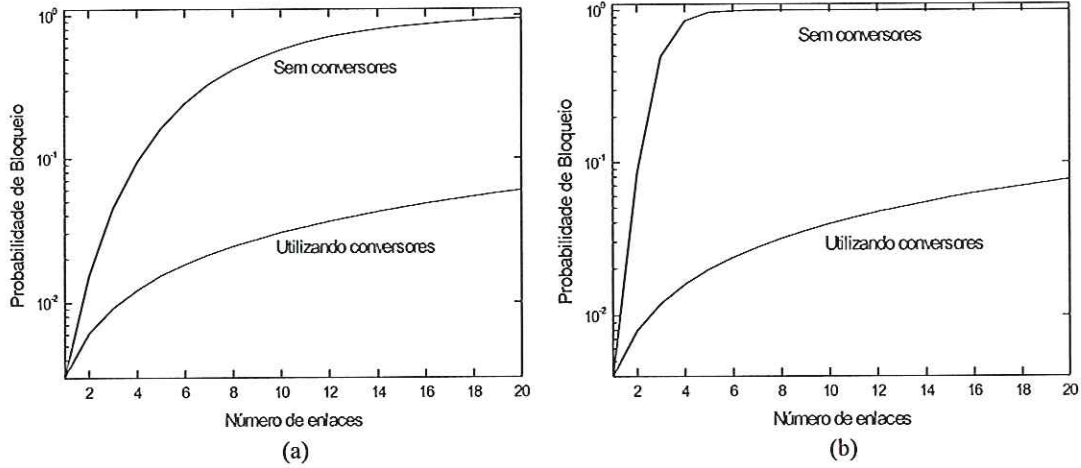 10⁰
10⁻¹
10⁻²
Probabilidade de Bloqueio
Sem conversores
Utilizando conversores
2 4 6 8 10 12 14 16 18 20
Número de enlaces
(a)
10⁰
10⁻¹
10⁻²
Probabilidade de Bloqueio
Sem conversores
Utilizando conversores
2 4 6 8 10 12 14 16 18 20
Número de enlaces
(b)